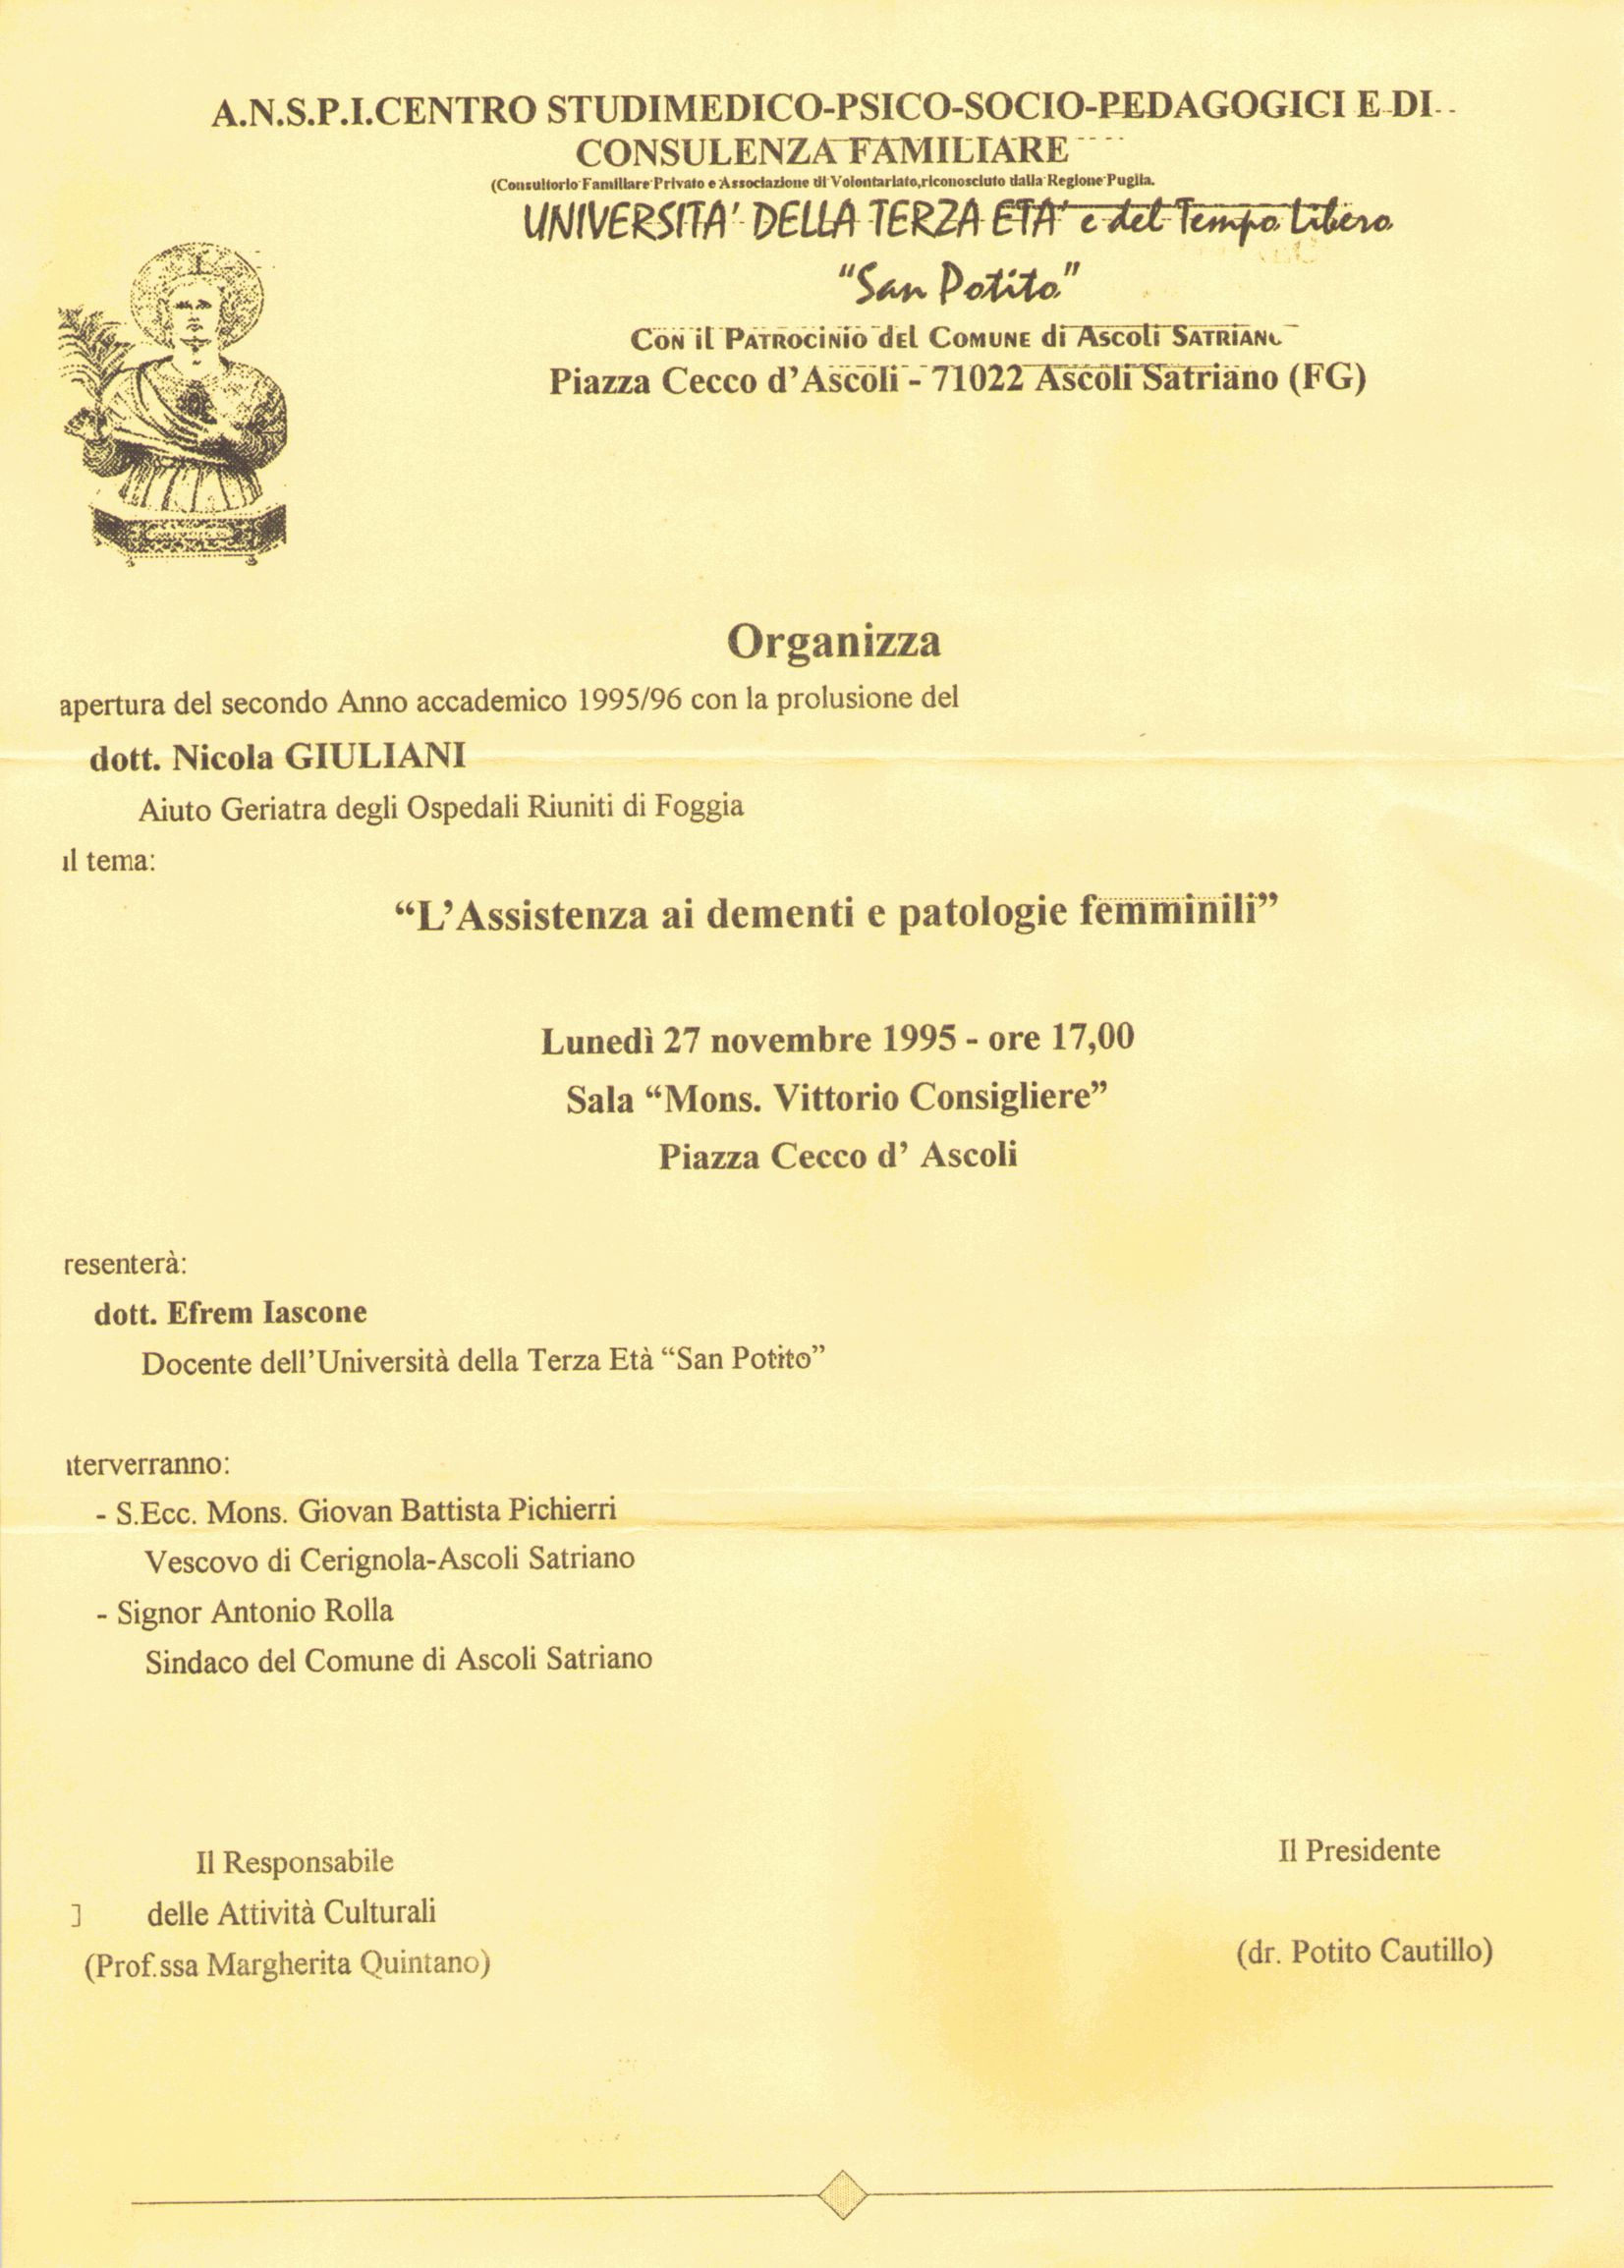 A.N.S.P.I.CENTRO STUDIMEDICO-PSICO-SOCIO-PEDAGOGICI E DI
CONSULENZA FAMILIARE
(Consultorio Familiare Privato e Associazione di Volontariato,riconosciuto dalla Regione Puglia.
UNIVERSITA' DELLA TERZA ETA' e del Tempo Libero
"San Potito"
CON il PATROCINIO dEL COMUNE di Ascoli SATRIANO
Piazza Cecco d'Ascoli - 71022 Ascoli Satriano (FG)
Organizza
apertura del secondo Anno accademico 1995/96 con la prolusione del
dott. Nicola GIULIANI
Aiuto Geriatra degli Ospedali Riuniti di Foggia
il tema:
“L’Assistenza ai dementi e patologie femminili”
Lunedì 27 novembre 1995 - ore 17,00
Sala “Mons. Vittorio Consigliere”
Piazza Cecco d’ Ascoli
resenterà:
dott. Efrem Iascone
Docente dell’Università della Terza Età “San Potito”
nterverranno:
- S.Ecc. Mons. Giovan Battista Pichierri
Vescovo di Cerignola-Ascoli Satriano
- Signor Antonio Rolla
Sindaco del Comune di Ascoli Satriano
Il Responsabile
delle Attività Culturali
(Prof.ssa Margherita Quintano)
Il Presidente
(dr. Potito Cautillo)